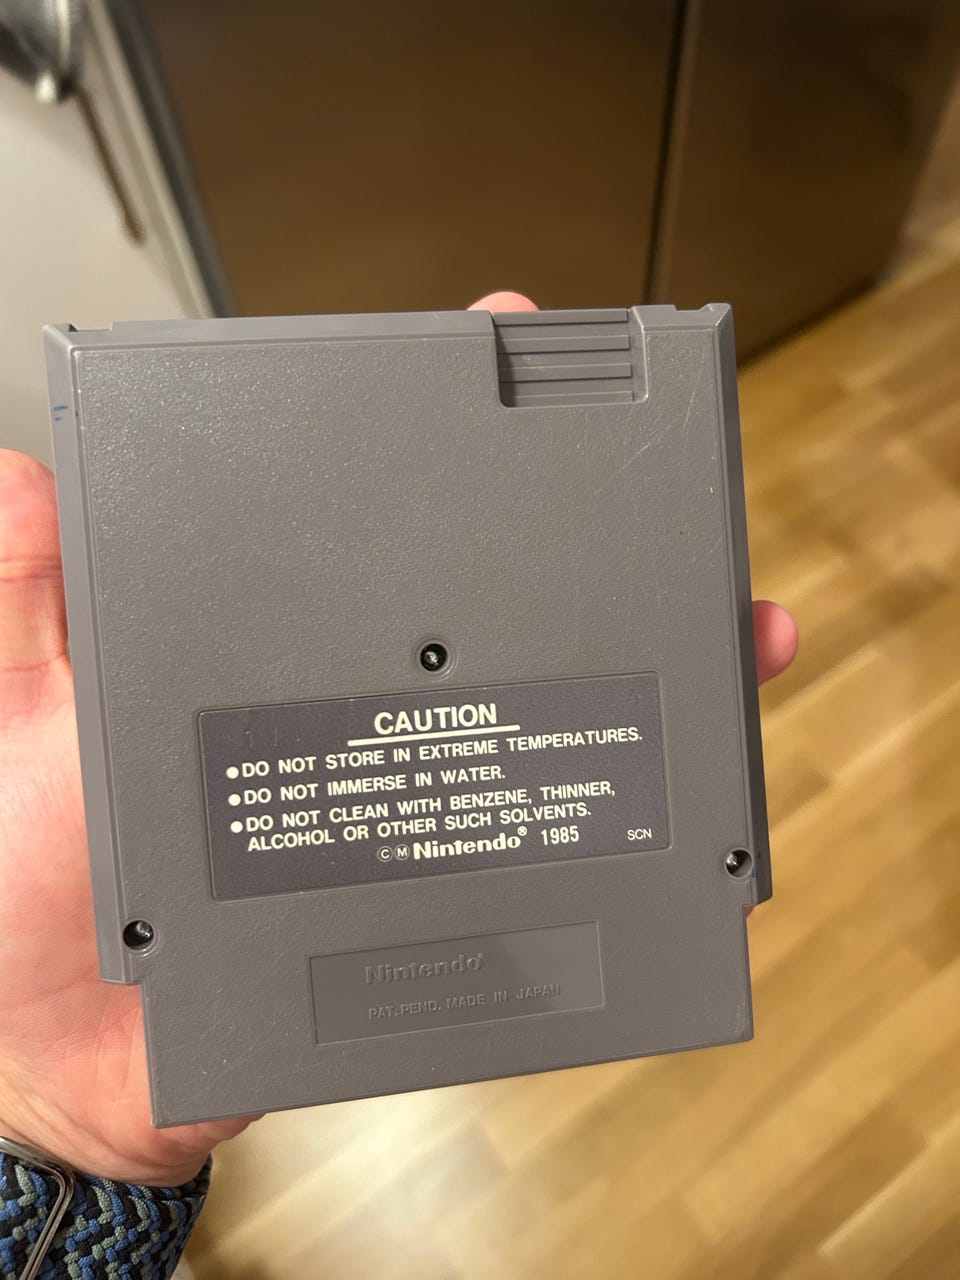 CAUTION
●DO NOT STORE IN EXTREME TEMPERATURES.
●DO NOT IMMERSE IN WATER.
●DO NOT CLEAN WITH BENZENE, THINNER,
ALCOHOL OR OTHER SUCH SOLVENTS.
ⒸⓂNintendo® 1985 SCN
Nintendo®
PAT.PEND. MADE IN JAPAN